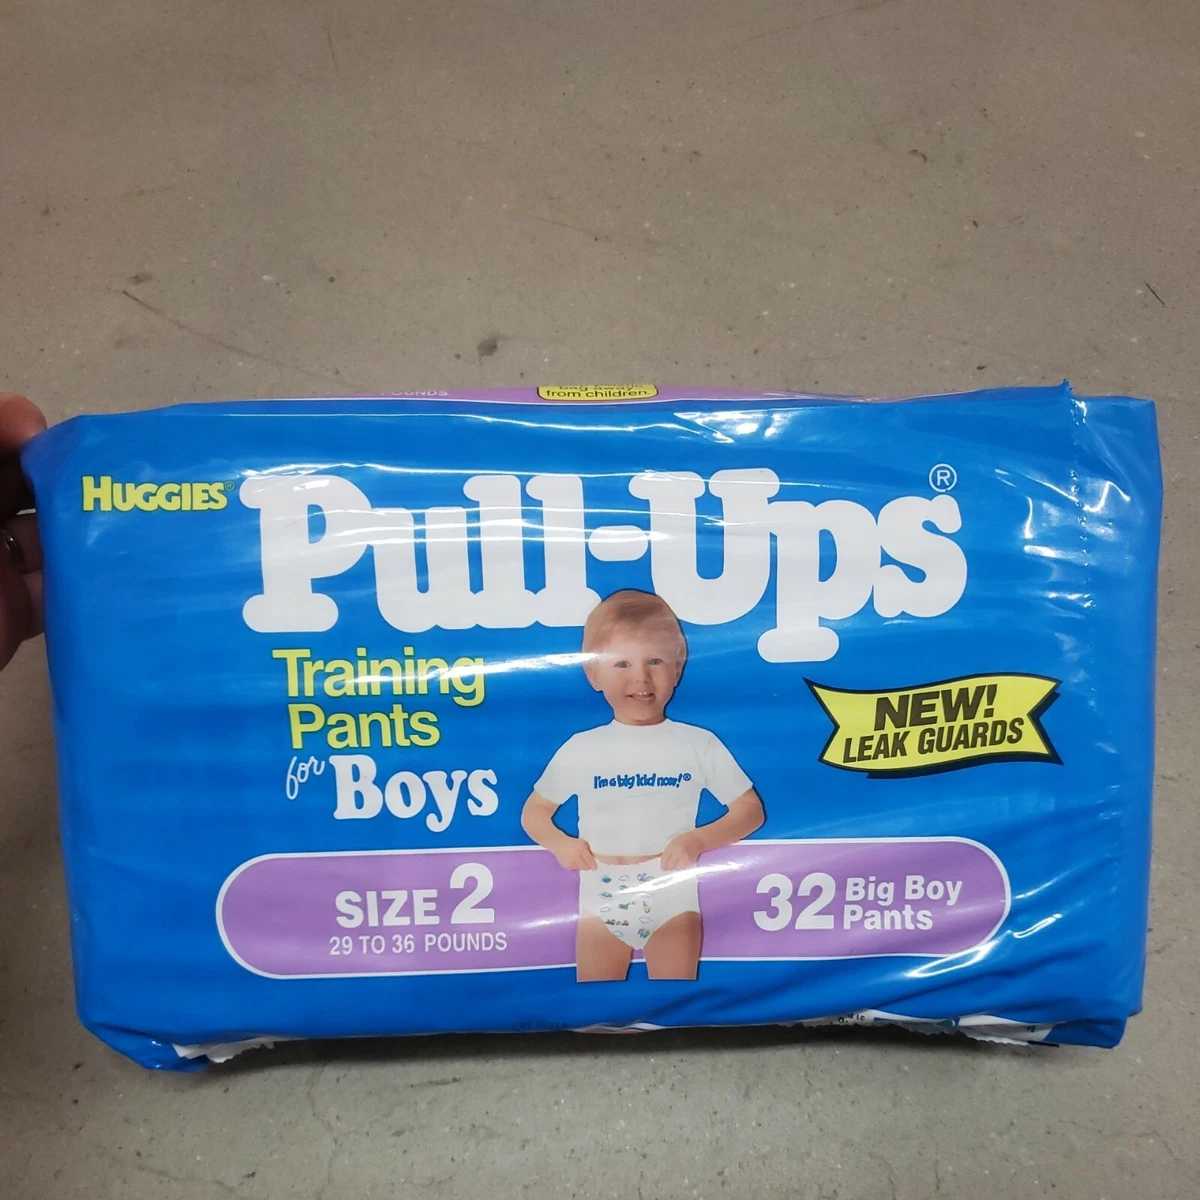 OUNDS
from children.
HUGGIES®
Pull-Ups®
Training
Pants
for Boys
NEW!
LEAK GUARDS
I'm a big kid now!®
SIZE 2
29 TO 36 POUNDS
32 Big Boy
Pants